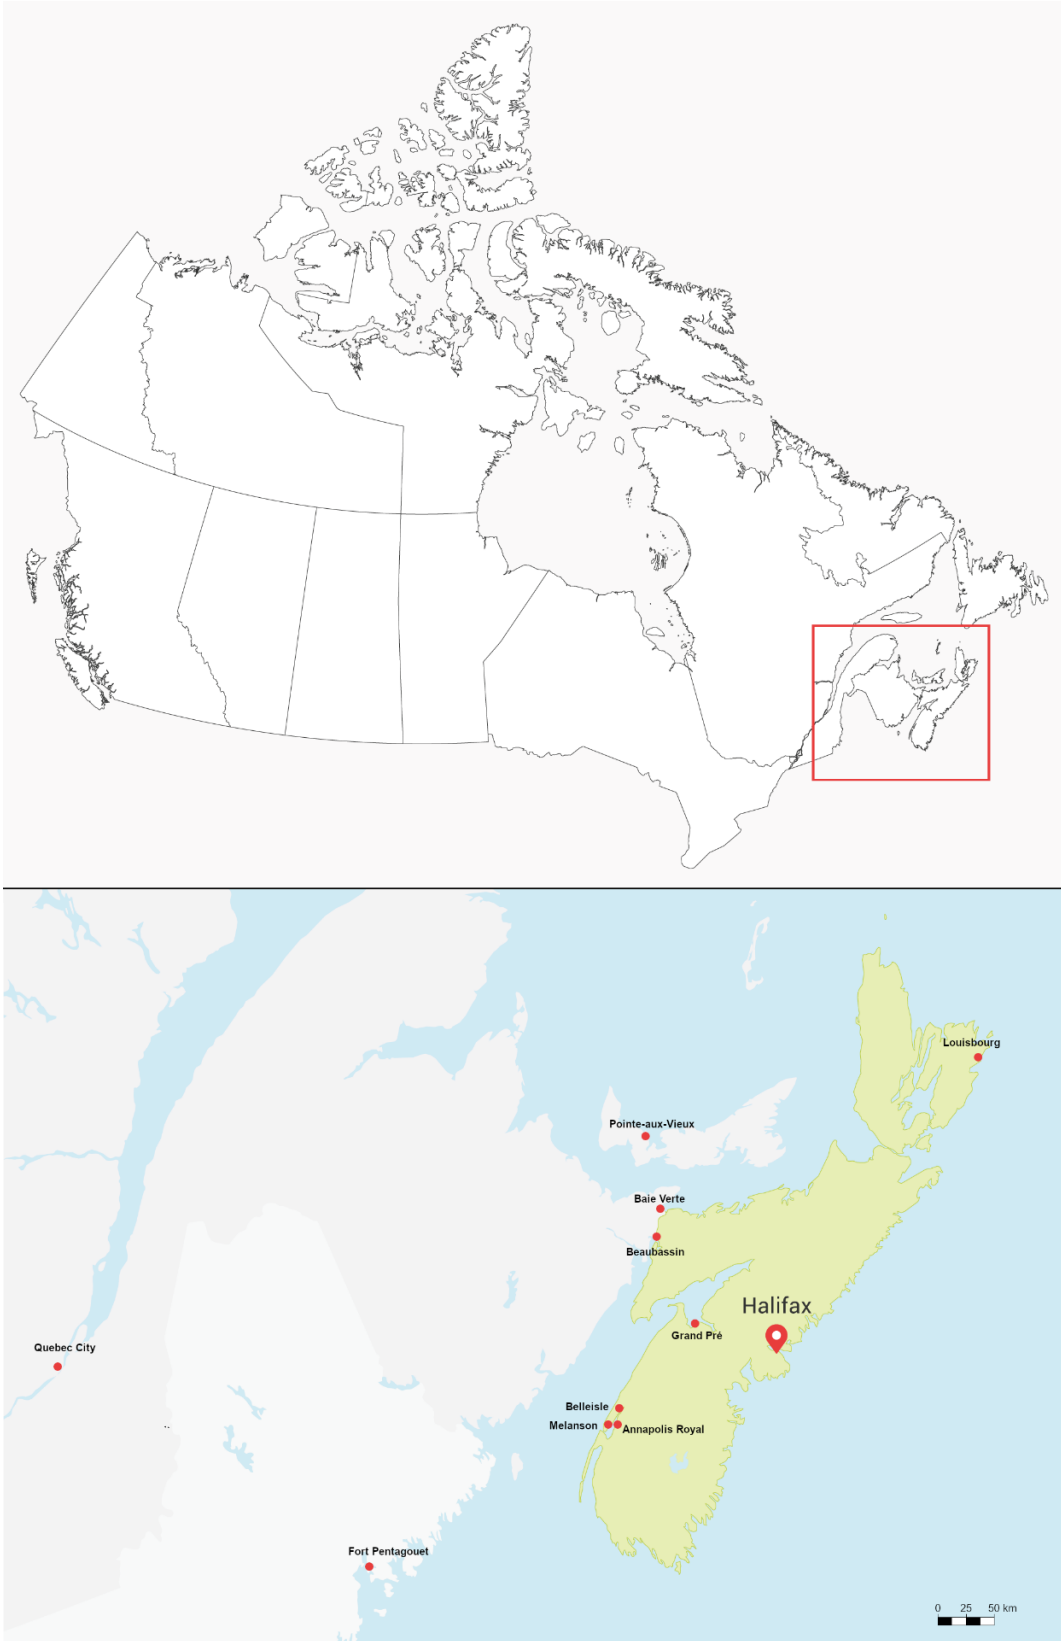 Louisbourg
Pointe-aux-Vieux
Baie Verte
Beaubassin
Halifax
Grand Pré
Quebec City
Belleisle
Melanson
Annapolis Royal
Fort Pentagouet
0 25 50 km